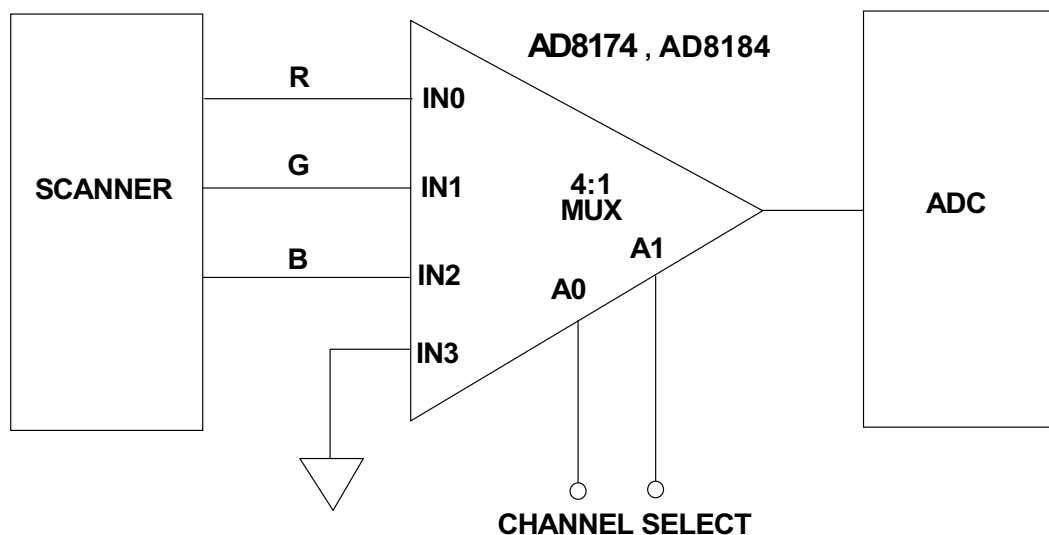 AD8174 , AD8184
R
IN0
G
SCANNER
IN1
4:1
MUX
ADC
A1
B
IN2
A0
IN3
CHANNEL SELECT